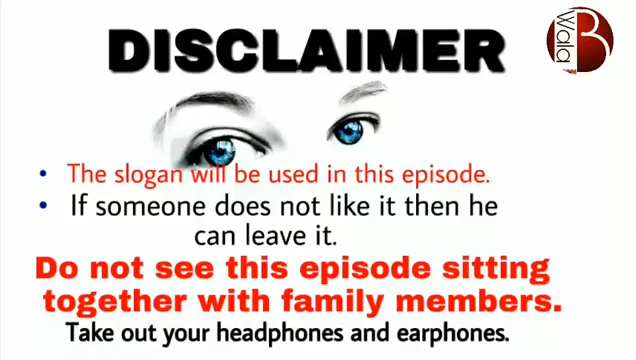 DISCLAIMER
B
Wala
• The slogan will be used in this episode.
• If someone does not like it then he
can leave it.
Do not see this episode sitting
together with family members.
Take out your headphones and earphones.